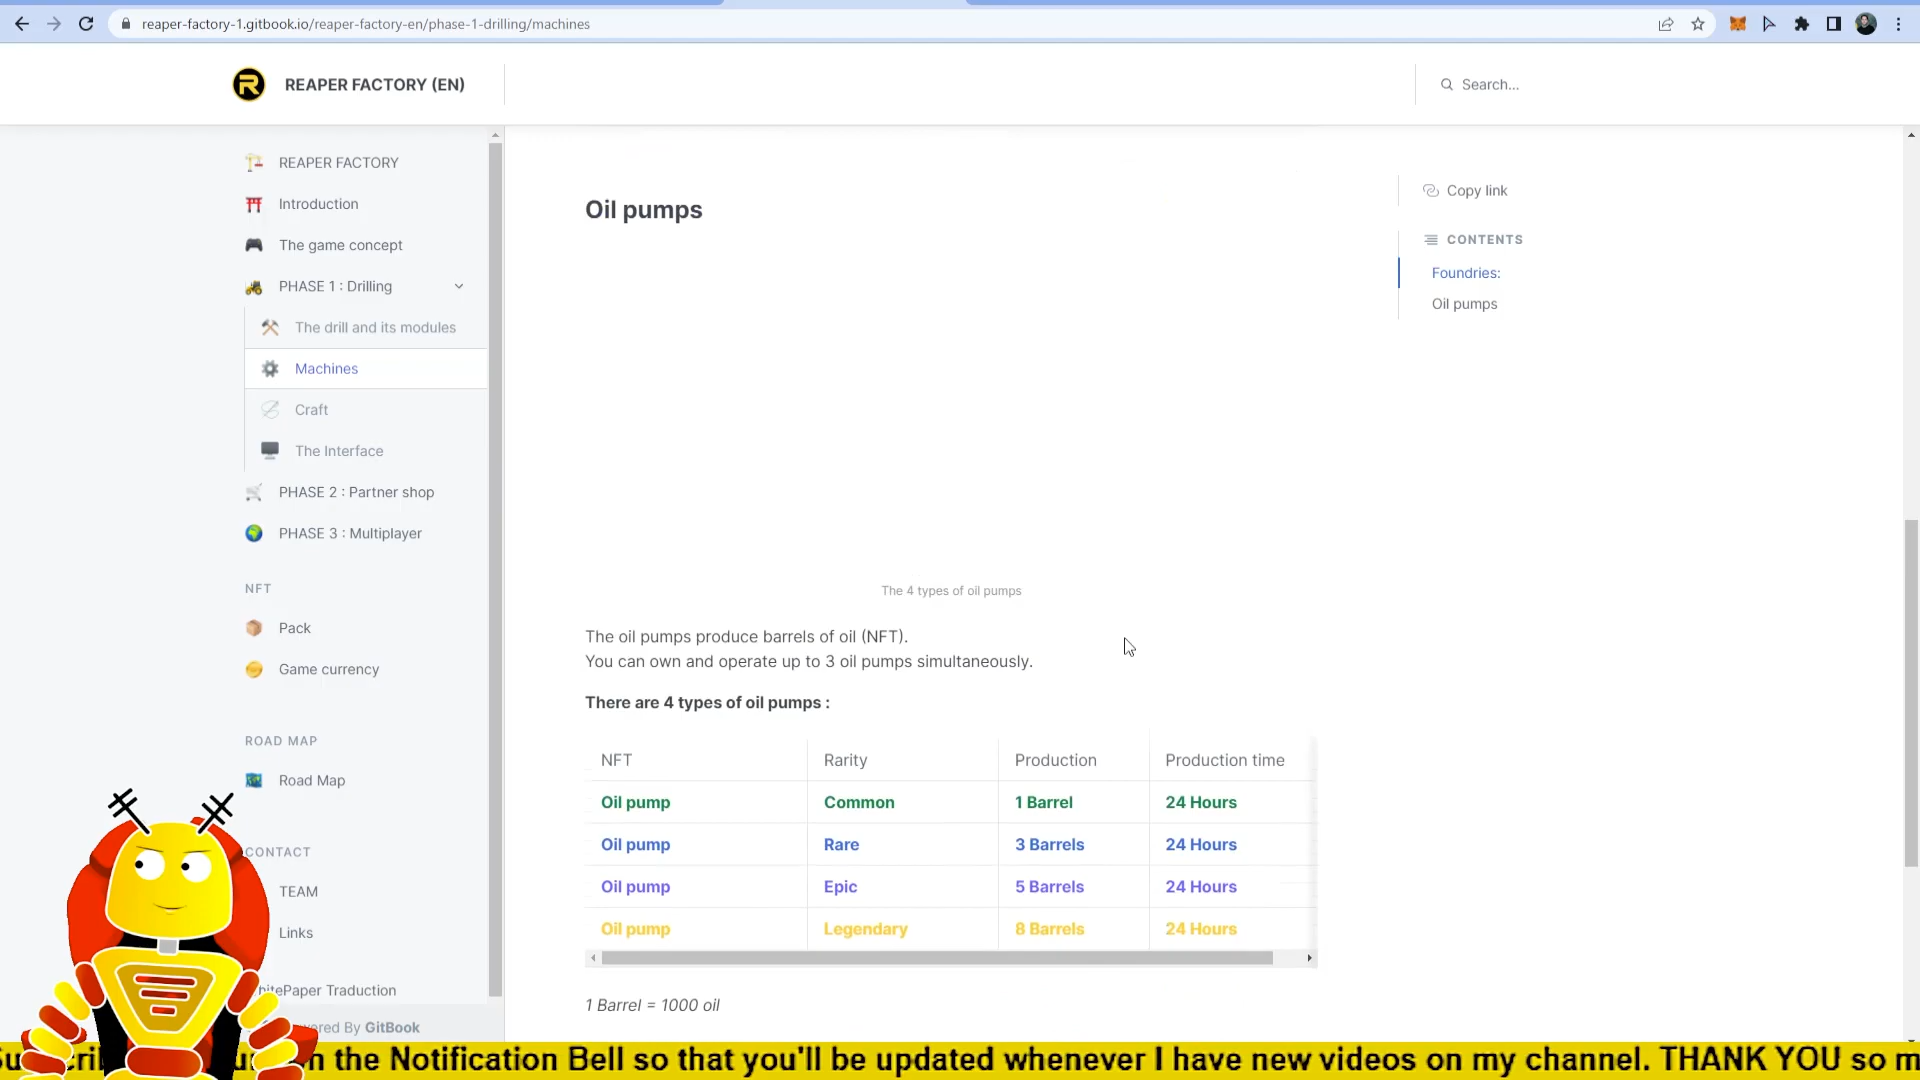 reaper-factory-1.gitbook.io/reaper-factory-en/phase-1-drilling/machines
R REAPER FACTORY (EN)
Search...
REAPER FACTORY
Introduction
The game concept
PHASE 1 : Drilling
The drill and its modules
Machines
Craft
The Interface
PHASE 2 : Partner shop
PHASE 3 : Multiplayer
NFT
Pack
Game currency
ROAD MAP
Road Map
CONTACT
TEAM
Links
hitePaper Traduction
ered By GitBook
Oil pumps
The 4 types of oil pumps
The oil pumps produce barrels of oil (NFT).
You can own and operate up to 3 oil pumps simultaneously.
There are 4 types of oil pumps :
NFT Rarity Production Production time
Oil pump Common 1 Barrel 24 Hours
Oil pump Rare 3 Barrels 24 Hours
Oil pump Epic 5 Barrels 24 Hours
Oil pump Legendary 8 Barrels 24 Hours
1 Barrel = 1000 oil
Copy link
CONTENTS
Foundries:
Oil pumps
the Notification Bell so that you'll be updated whenever I have new videos on my channel. THANK YOU so m